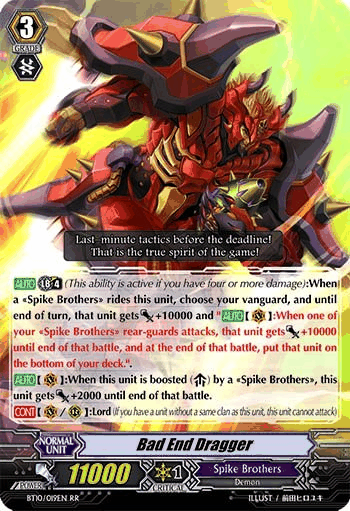 3
GRADE
Last-minute tactics before the deadline!
That is the true spirit of the game!
AUTO LB 4 (This ability is active if you have four or more damage):When
a «Spike Brothers» rides this unit, choose your vanguard, and until
end of turn, that unit gets +10000 and "AUTO [ ]:When one of
your «Spike Brothers» rear-guards attacks, that unit gets +10000
until end of that battle, and at the end of that battle, put that unit on
the bottom of your deck.".
AUTO [ ]:When this unit is boosted ( ) by a «Spike Brothers», this
unit gets +2000 until end of that battle.
CONT [ / ]:Lord (If you have a unit without a same clan as this unit, this unit cannot attack)
NORMAL UNIT
Bad End Dragger
BT10/019EN RR
POWER
11000
1
CRITICAL
Spike Brothers
Demon
ILLUST / 前田ヒロユキ